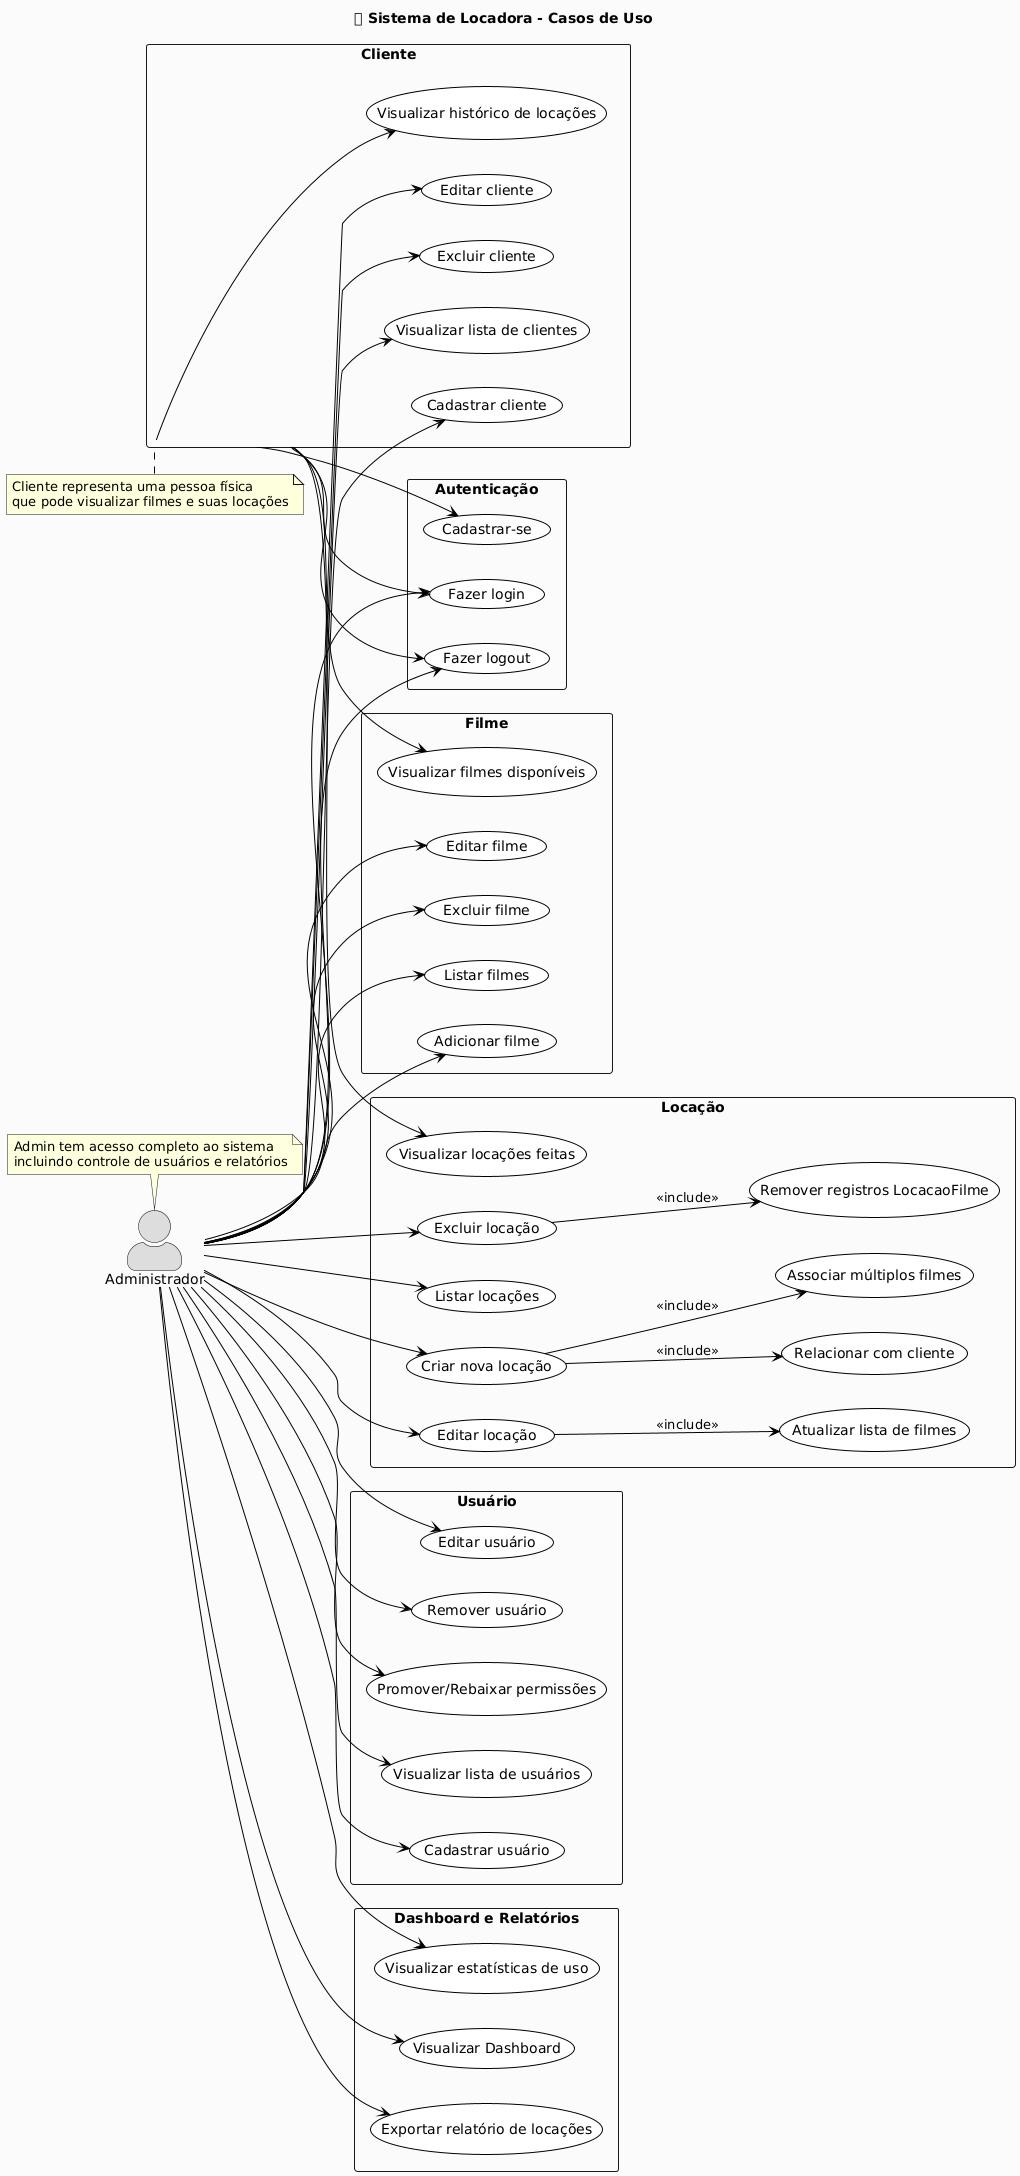 Sistema de Locadora - Casos de Uso
Cliente
Visualizar histórico de locações
Editar cliente
Excluir cliente
Visualizar lista de clientes
Cadastrar cliente
Cliente representa uma pessoa física
que pode visualizar filmes e suas locações
Autenticação
Cadastrar-se
Fazer login
Fazer logout
Filme
Visualizar filmes disponíveis
Editar filme
Excluir filme
Listar filmes
Adicionar filme
Admin tem acesso completo ao sistema
incluindo controle de usuários e relatórios
Administrador
Locação
Visualizar locações feitas
Excluir locação
«include»
Remover registros LocacaoFilme
Listar locações
«include»
Associar múltiplos filmes
Criar nova locação
«include»
Relacionar com cliente
Editar locação
«include»
Atualizar lista de filmes
Usuário
Editar usuário
Remover usuário
Promover/Rebaixar permissões
Visualizar lista de usuários
Cadastrar usuário
Dashboard e Relatórios
Visualizar estatísticas de uso
Visualizar Dashboard
Exportar relatório de locações